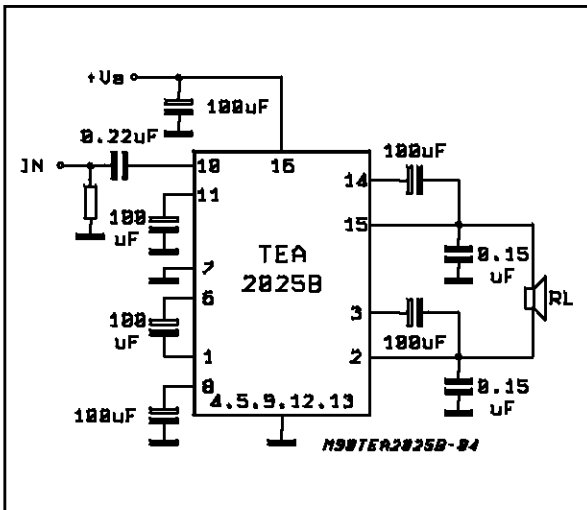 +Vs
100uF
0.22uF
IN
10
16
14
100uF
11
15
100
uF
TEA
2025B
7
0.15
uF
RL
6
3
100
uF
100uF
1
2
8
4.5.9.12.13
0.15
uF
100uF
M90TEA2025B-04